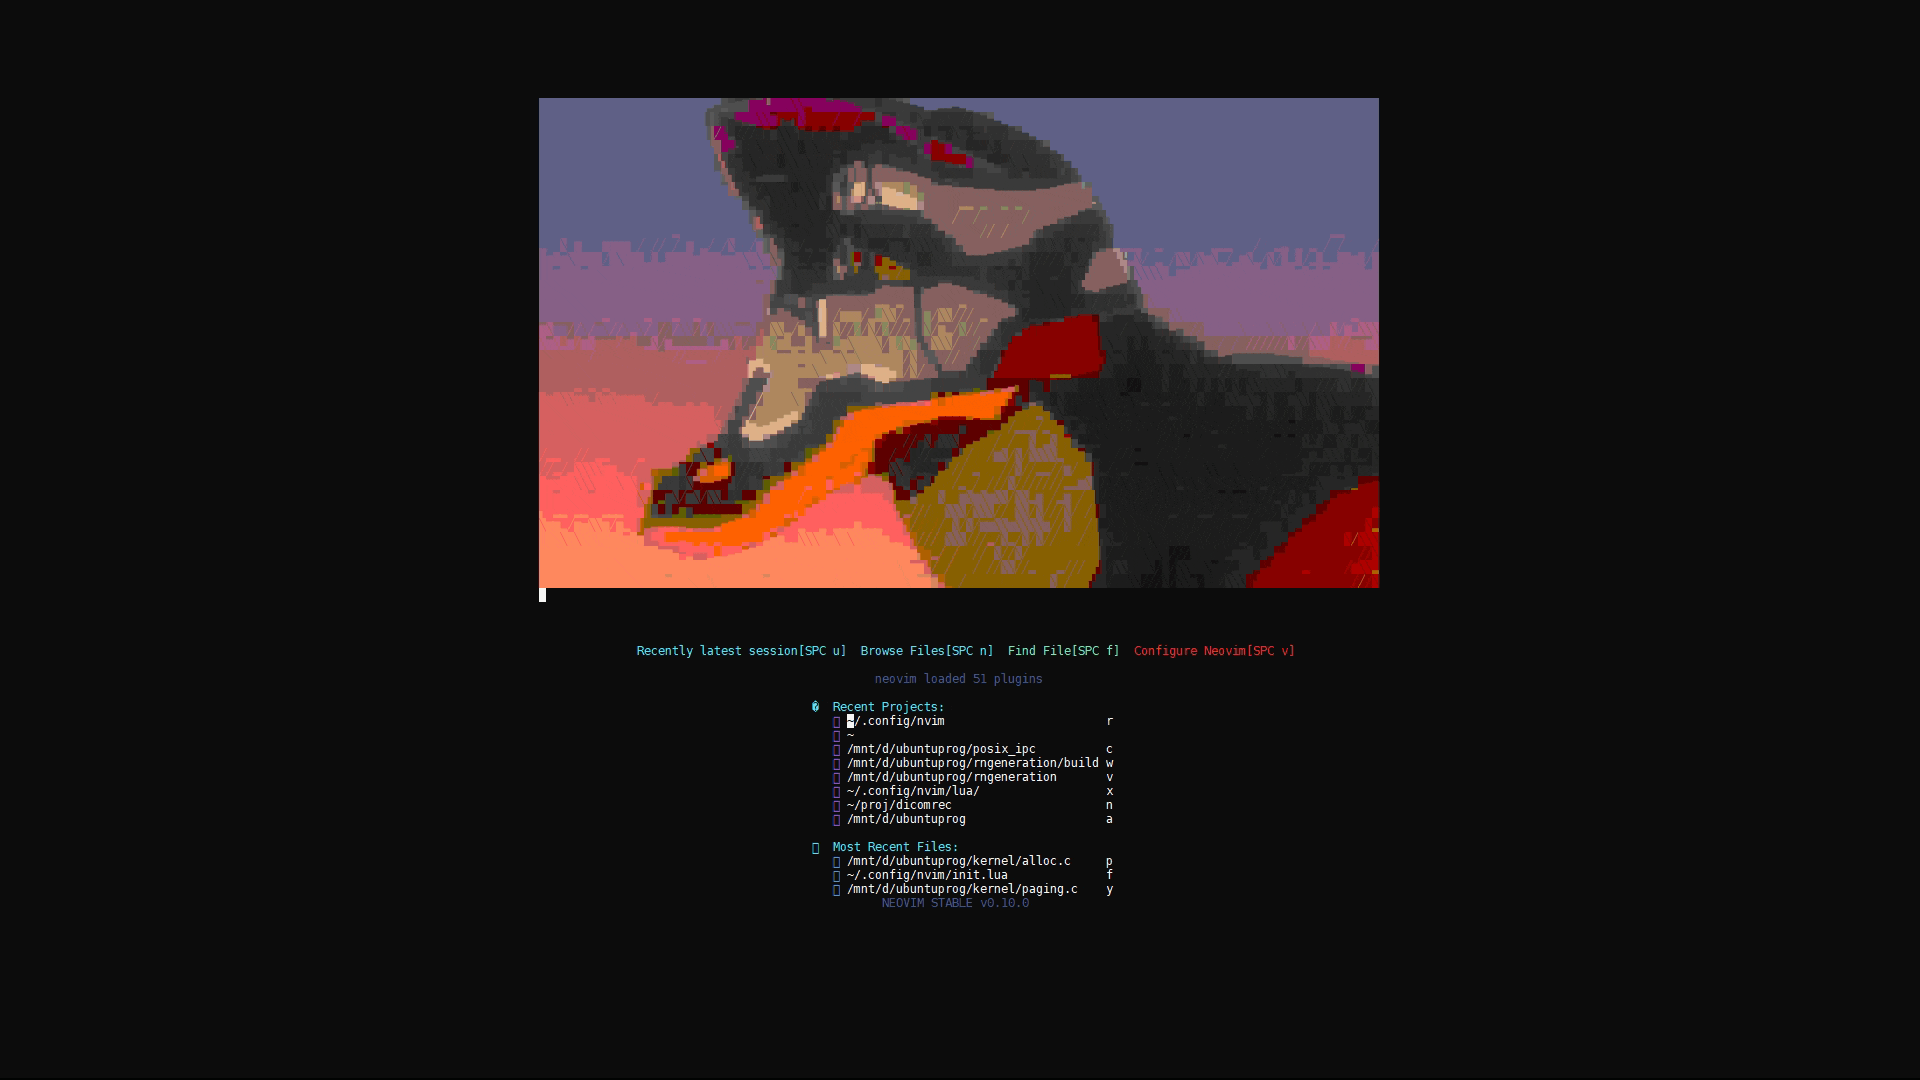 Recently latest session[SPC u]  Browse Files[SPC n]  Find File[SPC f]  Configure Neovim[SPC v]
neovim loaded 51 plugins
Recent Projects:
~/.config/nvim r
~
/mnt/d/ubuntuprog/posix_ipc c
/mnt/d/ubuntuprog/rngeneration/build w
/mnt/d/ubuntuprog/rngeneration v
~/.config/nvim/lua/ x
~/proj/dicomrec n
/mnt/d/ubuntuprog a
Most Recent Files:
/mnt/d/ubuntuprog/kernel/alloc.c p
~/.config/nvim/init.lua f
/mnt/d/ubuntuprog/kernel/paging.c y
NEOVIM STABLE v0.10.0